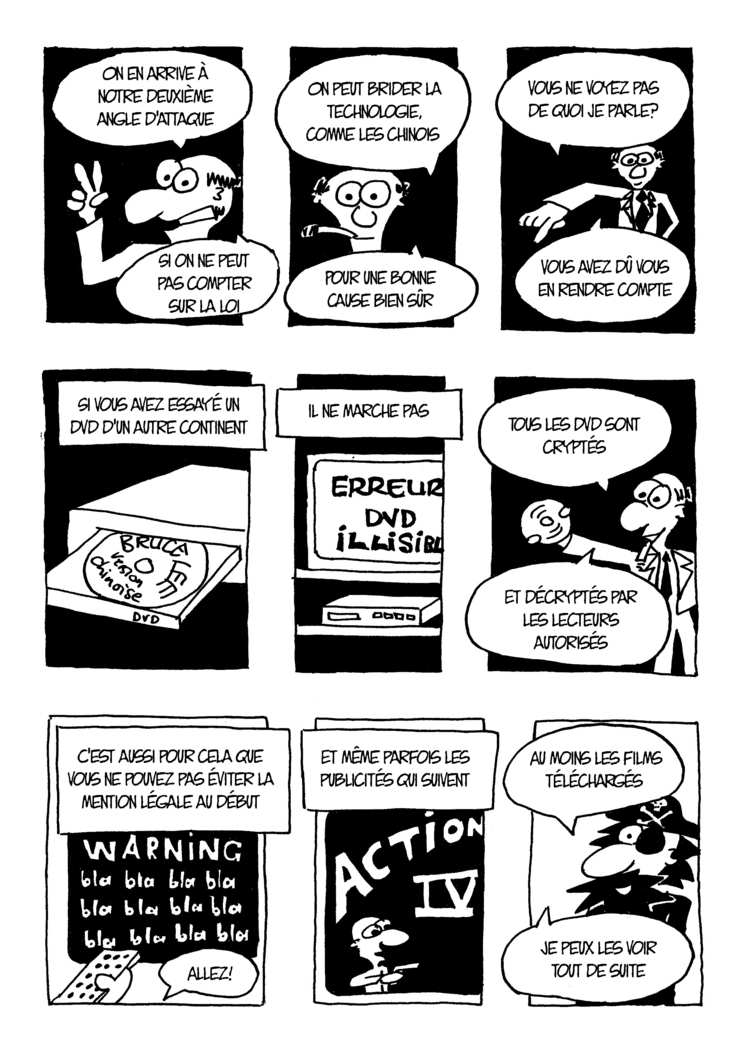 ON EN ARRIVE À
NOTRE DEUXIÈME
ANGLE D'ATTAQUE
SI ON NE PEUT
PAS COMPTER
SUR LA LOI
ON PEUT BRIDER LA
TECHNOLOGIE,
COMME LES CHINOIS
POUR UNE BONNE
CAUSE BIEN SÛR
VOUS NE VOYEZ PAS
DE QUOI JE PARLE?
VOUS AVEZ DÛ VOUS
EN RENDRE COMPTE
SI VOUS AVEZ ESSAYÉ UN
DVD D'UN AUTRE CONTINENT
BRUCE
LEE
version
chinoise
DVD
IL NE MARCHE PAS
ERREUR
DVD
iLLiSiBL
TOUS LES DVD SONT
CRYPTÉS
ET DÉCRYPTÉS PAR
LES LECTEURS
AUTORISÉS
C'EST AUSSI POUR CELA QUE
VOUS NE POUVEZ PAS ÉVITER LA
MENTION LÉGALE AU DÉBUT
WARNiNG
bla bla bla bla
bla bla bla bla
bla bla bla bla
ALLEZ!
ET MÊME PARFOIS LES
PUBLICITÉS QUI SUIVENT
ACTiON
IV
AU MOINS LES FILMS
TÉLÉCHARGÉS
JE PEUX LES VOIR
TOUT DE SUITE